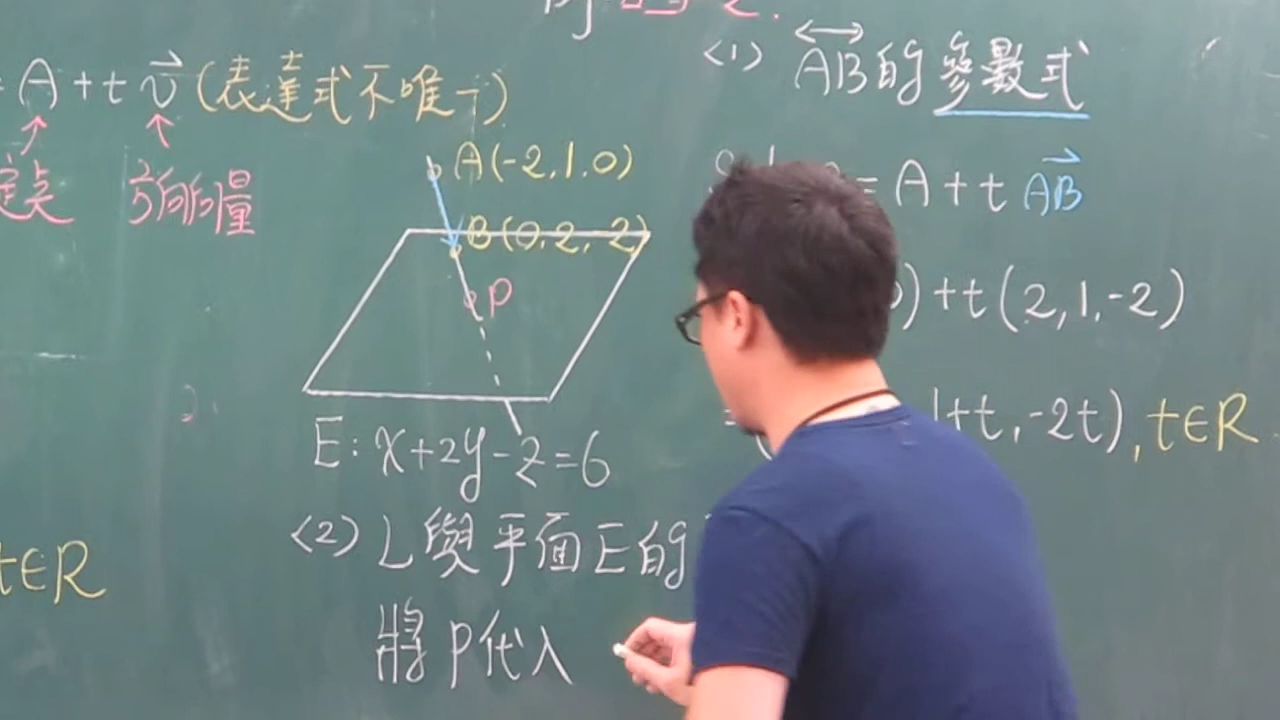 = A + t v (表達式不唯一)
定點
方向向量
t∈R
A(-2,1,0)
B(0,2,-2)
P
E: x+2y-z=6
<2> L與平面E的
將P代入
<1> AB的參數式
= A + t AB
) + t (2,1,-2)
1+t, -2t), t∈R